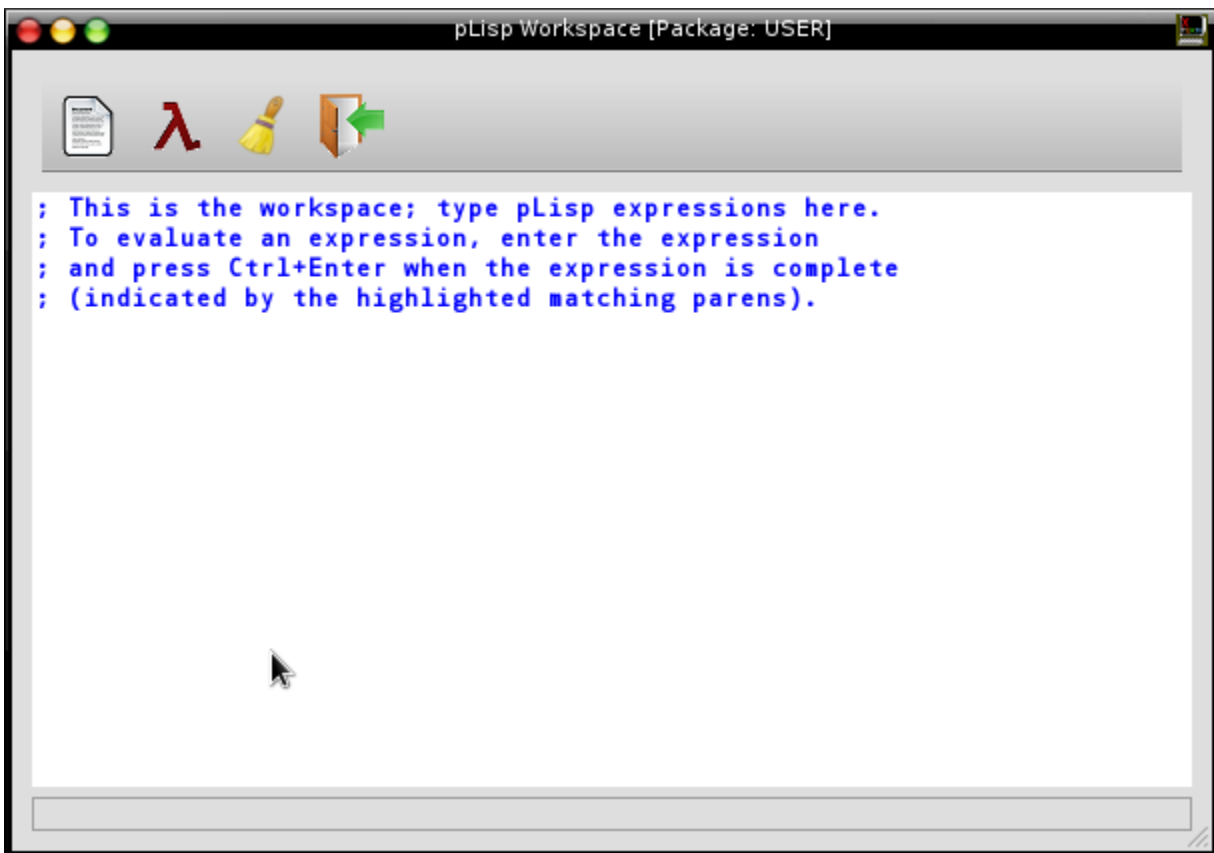 pLisp Workspace [Package: USER]
λ
; This is the workspace; type pLisp expressions here.
; To evaluate an expression, enter the expression
; and press Ctrl+Enter when the expression is complete
; (indicated by the highlighted matching parens).